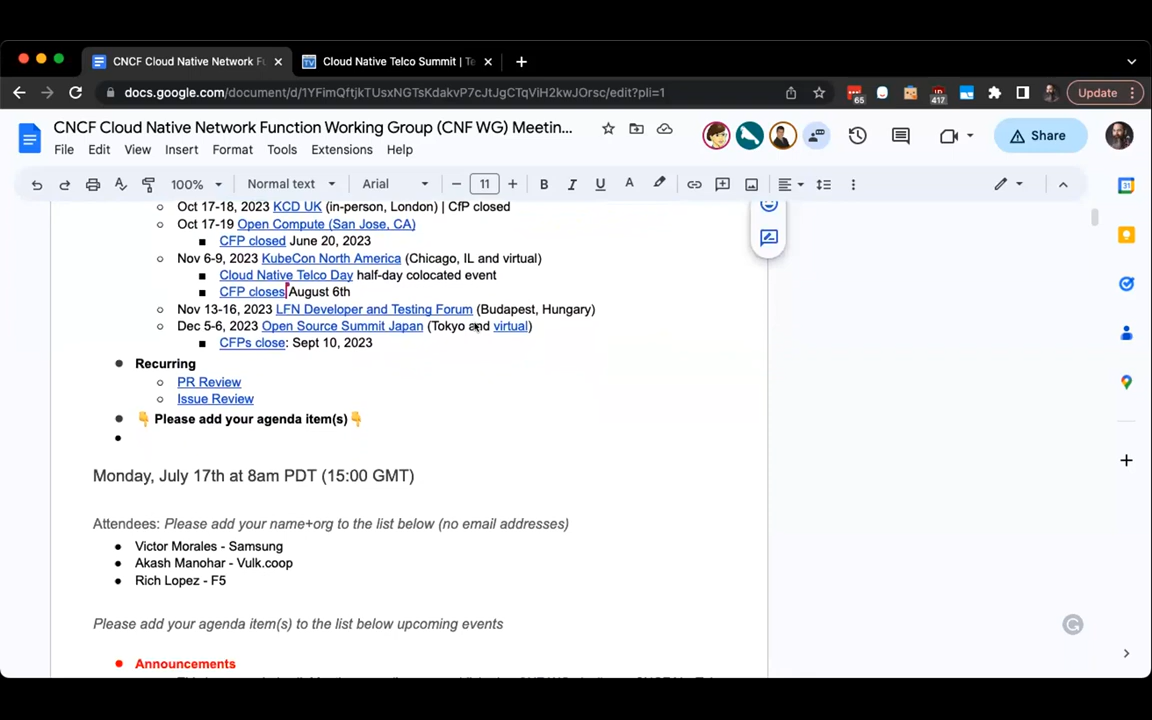 CNCF Cloud Native Network Fu
Cloud Native Telco Summit | Te
docs.google.com/document/d/1YFimQftjkTUsxNGTsKdakvP7cJtJgCTqViH2kwJOrsc/edit?pli=1
65
417
Update
CNCF Cloud Native Network Function Working Group (CNF WG) Meetin...
Share
File Edit View Insert Format Tools Extensions Help
100% Normal text Arial 11 B I U A
Oct 17-18, 2023 KCD UK (in-person, London) | CfP closed
Oct 17-19 Open Compute (San Jose, CA)
CFP closed June 20, 2023
Nov 6-9, 2023 KubeCon North America (Chicago, IL and virtual)
Cloud Native Telco Day half-day colocated event
CFP closes August 6th
Nov 13-16, 2023 LFN Developer and Testing Forum (Budapest, Hungary)
Dec 5-6, 2023 Open Source Summit Japan (Tokyo and virtual)
CFPs close: Sept 10, 2023
Recurring
PR Review
Issue Review
👇 Please add your agenda item(s)👇
Monday, July 17th at 8am PDT (15:00 GMT)
Attendees: Please add your name+org to the list below (no email addresses)
Victor Morales - Samsung
Akash Manohar - Vulk.coop
Rich Lopez - F5
Please add your agenda item(s) to the list below upcoming events
Announcements